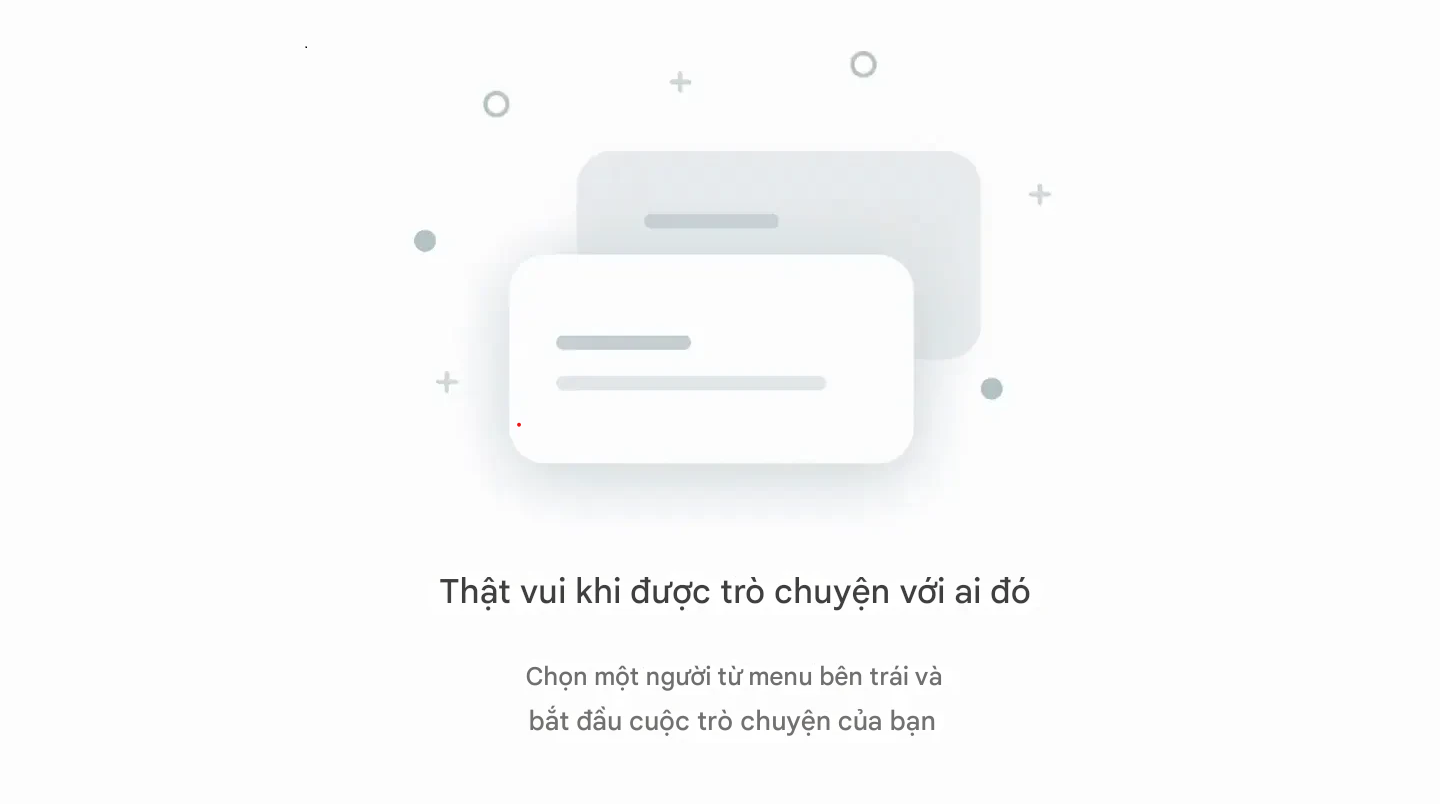 Thật vui khi được trò chuyện với ai đó
Chọn một người từ menu bên trái và
bắt đầu cuộc trò chuyện của bạn